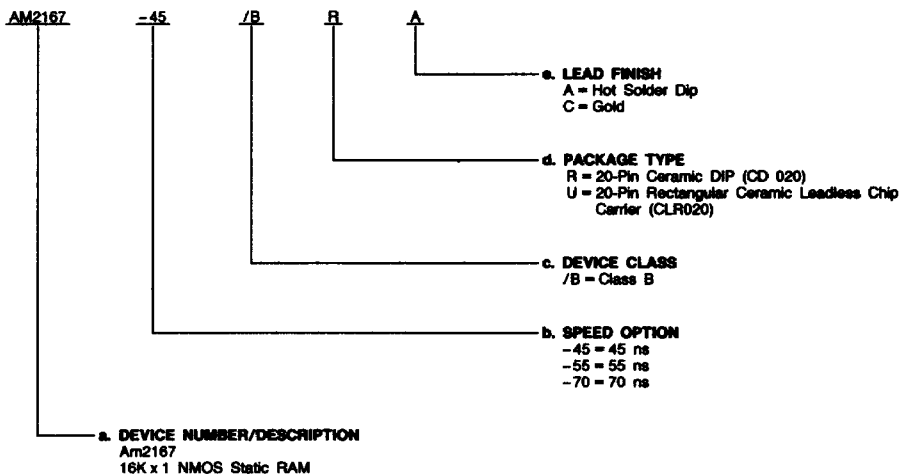 AM2167 -45 /B R A
e. LEAD FINISH
A = Hot Solder Dip
C = Gold
d. PACKAGE TYPE
R = 20-Pin Ceramic DIP (CD 020)
U = 20-Pin Rectangular Ceramic Leadless Chip
Carrier (CLR020)
c. DEVICE CLASS
/B = Class B
b. SPEED OPTION
-45 = 45 ns
-55 = 55 ns
-70 = 70 ns
a. DEVICE NUMBER/DESCRIPTION
Am2167
16K x 1 NMOS Static RAM